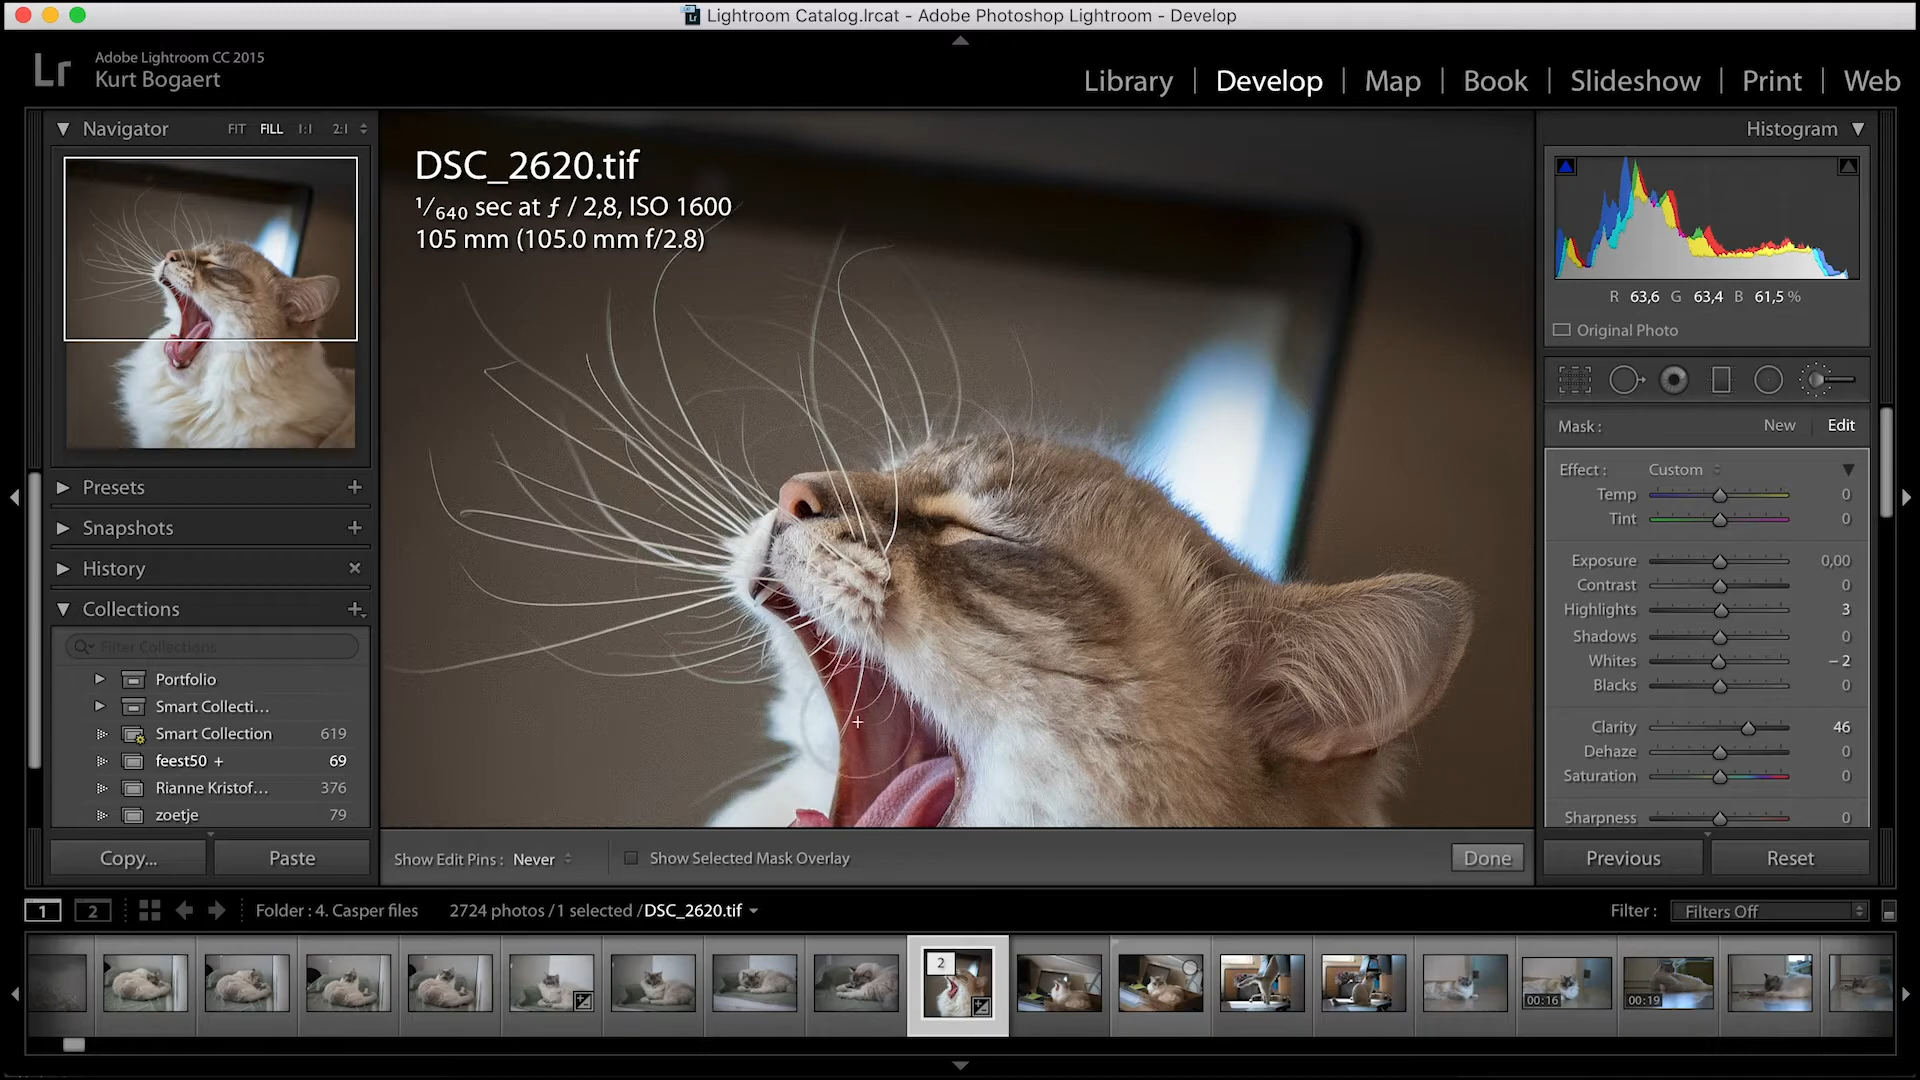 Lightroom Catalog.lrcat - Adobe Photoshop Lightroom - Develop
Lr
Adobe Lightroom CC 2015
Kurt Bogaert
Library | Develop | Map | Book | Slideshow | Print | Web
Navigator FIT FILL 1:1 2:1
Presets
Snapshots
History
Collections
Filter Collections
Portfolio
Smart Collecti...
Smart Collection 619
feest50 + 69
Rianne Kristof... 376
zoetje 79
Copy... Paste
DSC_2620.tif
1/640 sec at ƒ / 2,8, ISO 1600
105 mm (105.0 mm f/2.8)
Show Edit Pins : Never Show Selected Mask Overlay Done
Histogram
R 63,6 G 63,4 B 61,5 %
Original Photo
Mask : New Edit
Effect : Custom
Temp 0
Tint 0
Exposure 0,00
Contrast 0
Highlights 3
Shadows 0
Whites – 2
Blacks 0
Clarity 46
Dehaze 0
Saturation 0
Sharpness 0
Previous Reset
1 2 Folder : 4. Casper files 2724 photos / 1 selected / DSC_2620.tif Filter : Filters Off
2
00:16
00:19